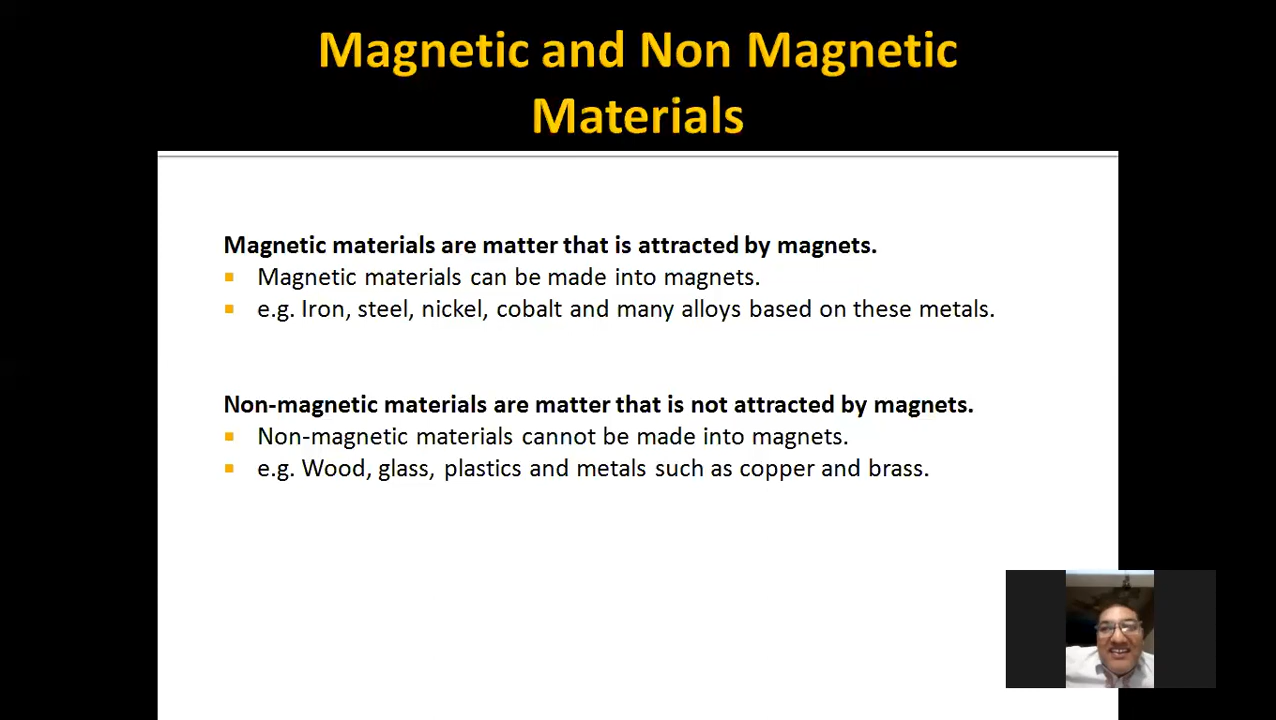 Magnetic and Non Magnetic
Materials
Magnetic materials are matter that is attracted by magnets.
▪ Magnetic materials can be made into magnets.
▪ e.g. Iron, steel, nickel, cobalt and many alloys based on these metals.
Non-magnetic materials are matter that is not attracted by magnets.
▪ Non-magnetic materials cannot be made into magnets.
▪ e.g. Wood, glass, plastics and metals such as copper and brass.